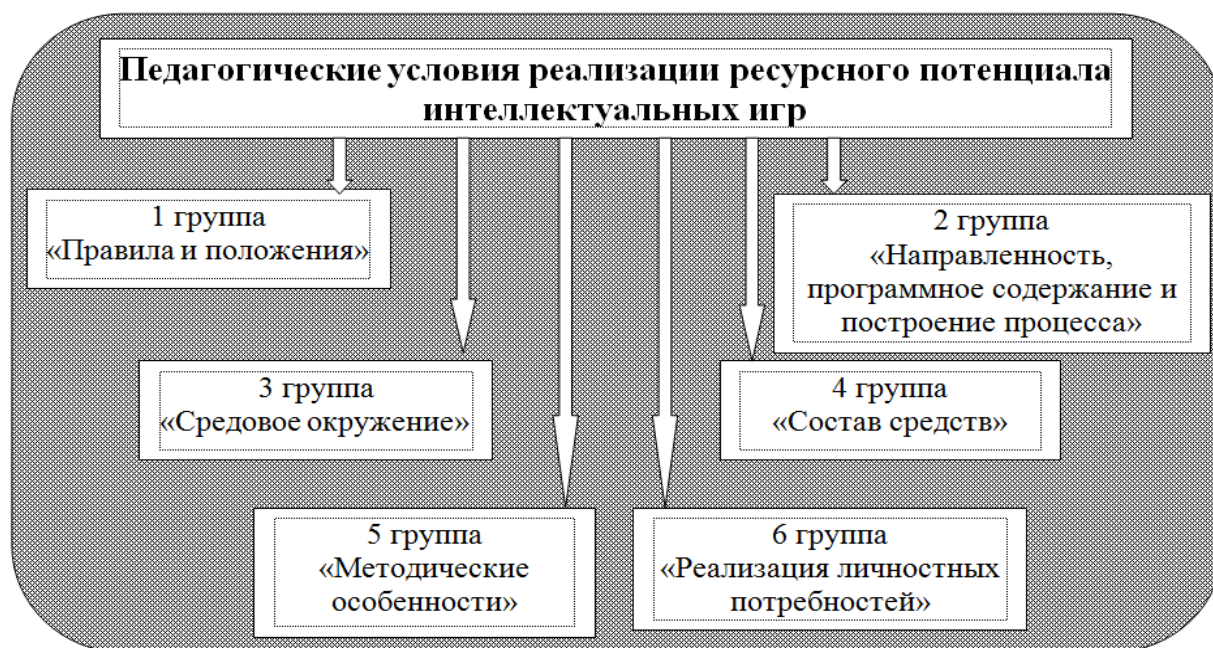 Педагогические условия реализации ресурсного потенциала
интеллектуальных игр
1 группа
«Правила и положения»
2 группа
«Направленность,
программное содержание и
построение процесса»
3 группа
«Средовое окружение»
4 группа
«Состав средств»
5 группа
«Методические
особенности»
6 группа
«Реализация личностных
потребностей»